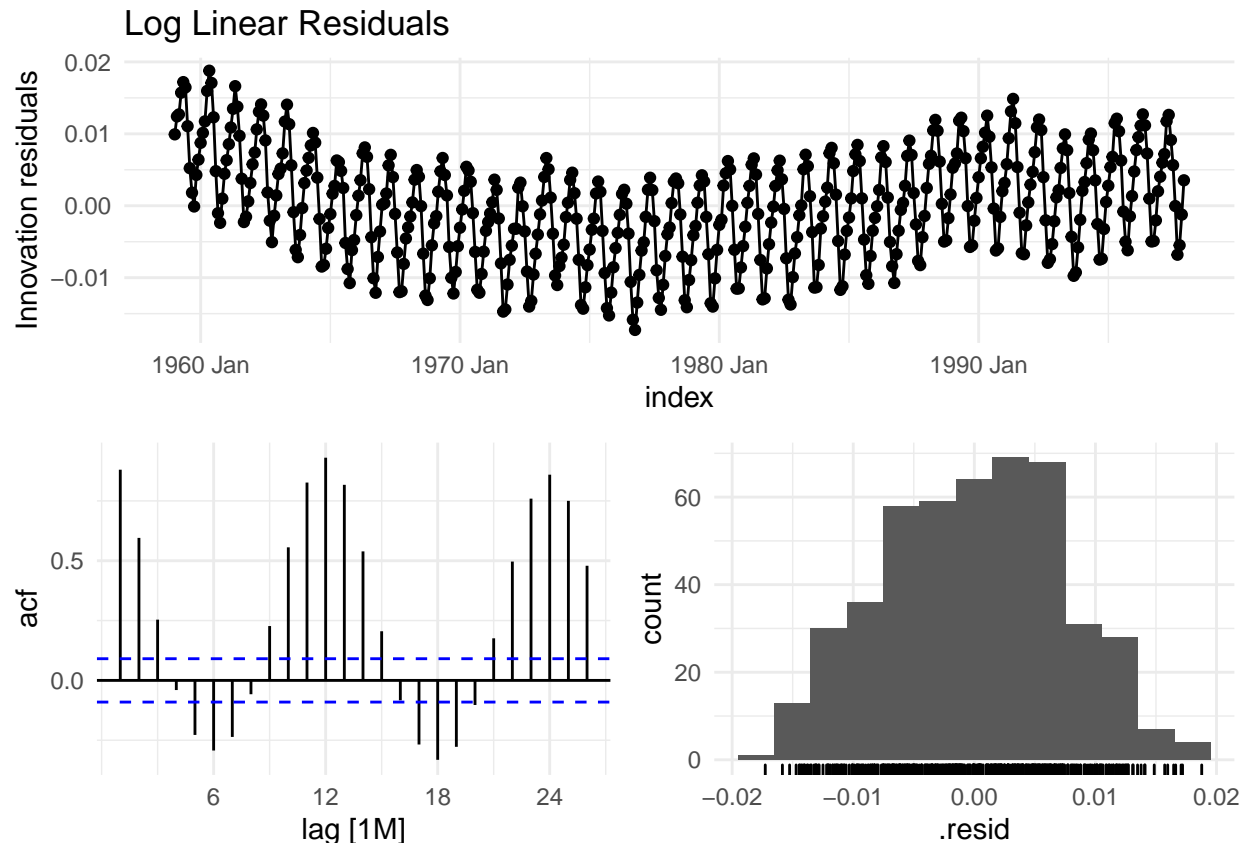 Log Linear Residuals
Innovation residuals
0.02
0.01
0.00
−0.01
1960 Jan
1970 Jan
1980 Jan
1990 Jan
index
acf
0.5
0.0
6
12
18
24
lag [1M]
count
60
40
20
0
−0.02
−0.01
0.00
0.01
0.02
.resid